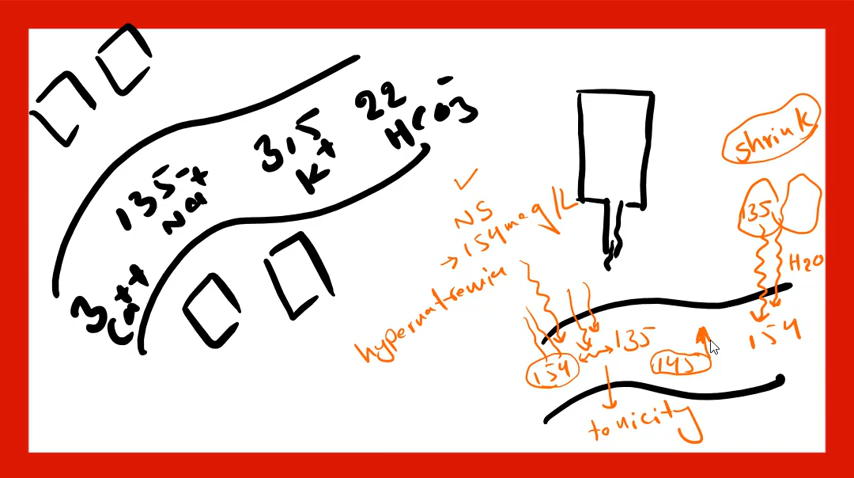 135
Na+
3,5
K+
22
HCO3-
3
Ca++
NS
→ 154 meq/L
hypernatremia
154
135
145
tonicity
shrink
135
H2O
154